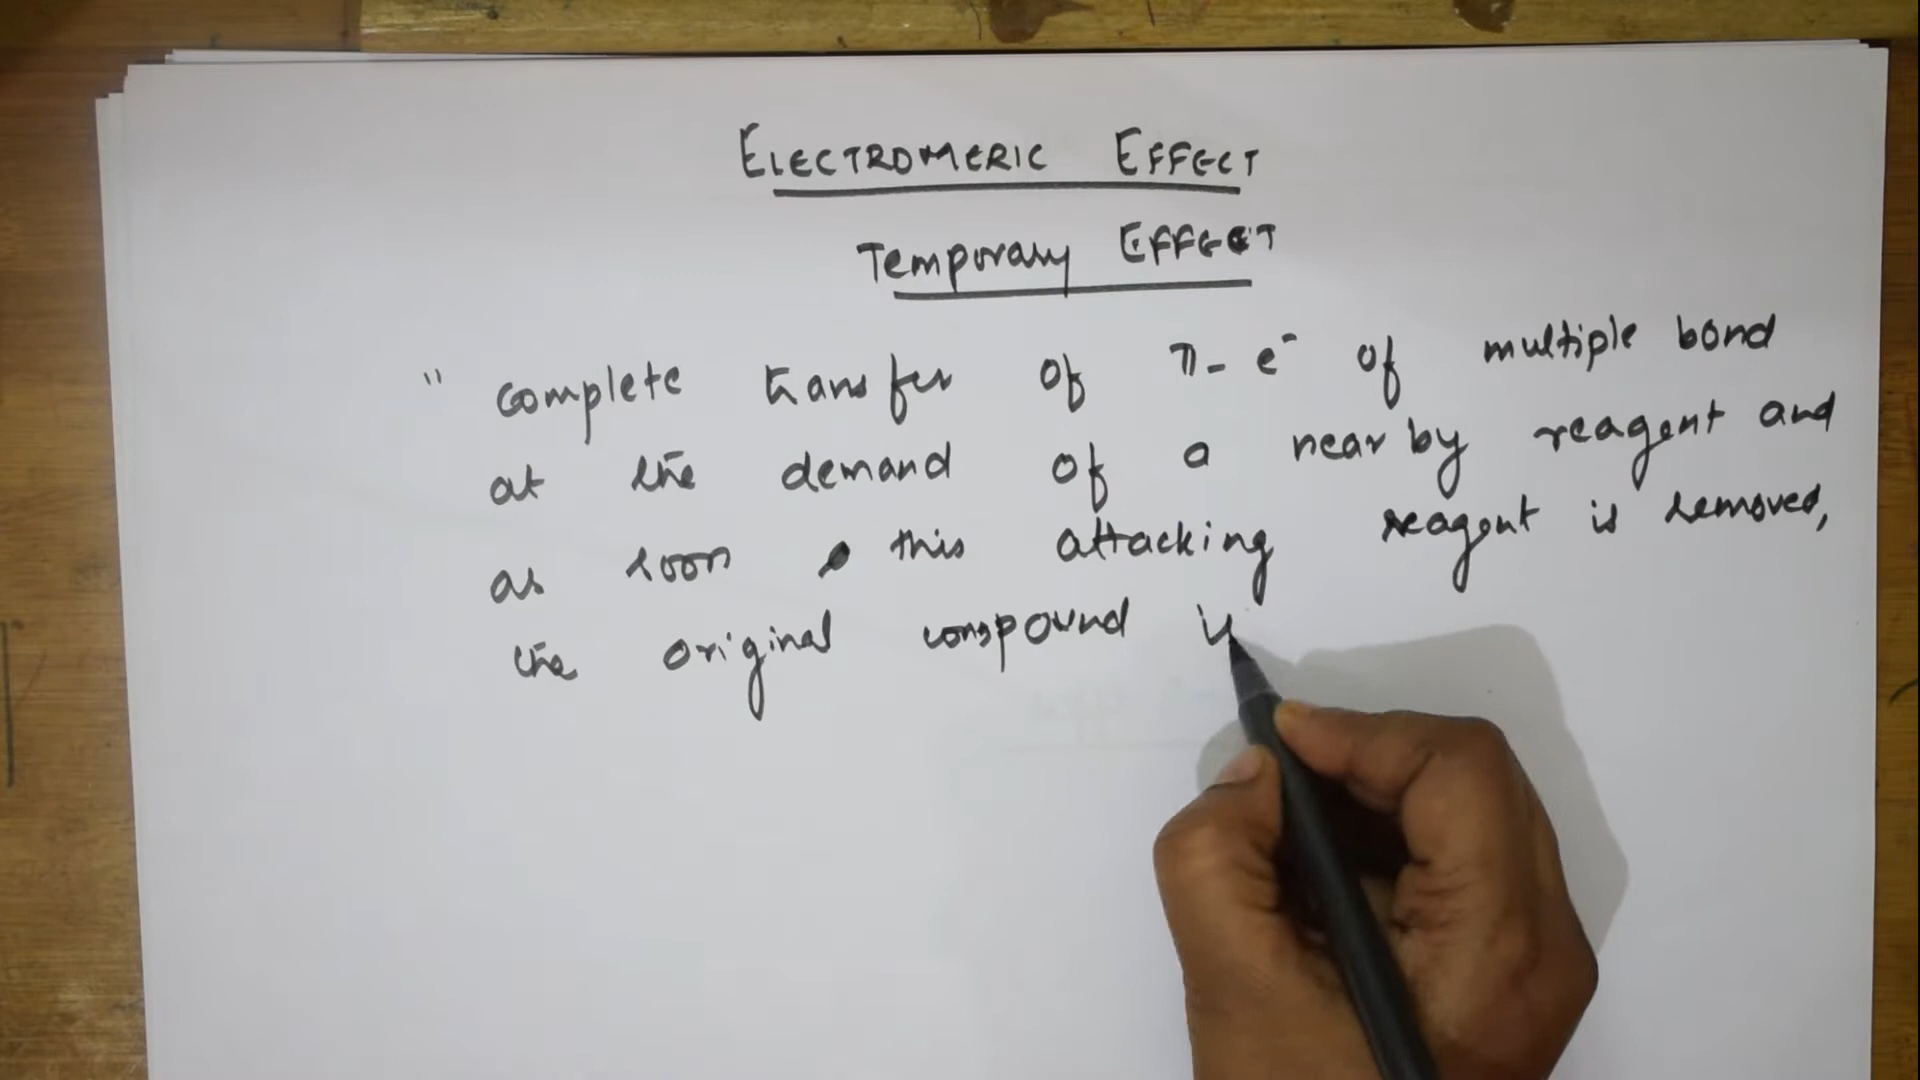 ELECTROMERIC EFFECT
Temporary EFFECT
" complete transfer of π- e⁻ of multiple bond
at the demand of a near by reagent and
as soon this attacking reagent is removed,
the original compound is